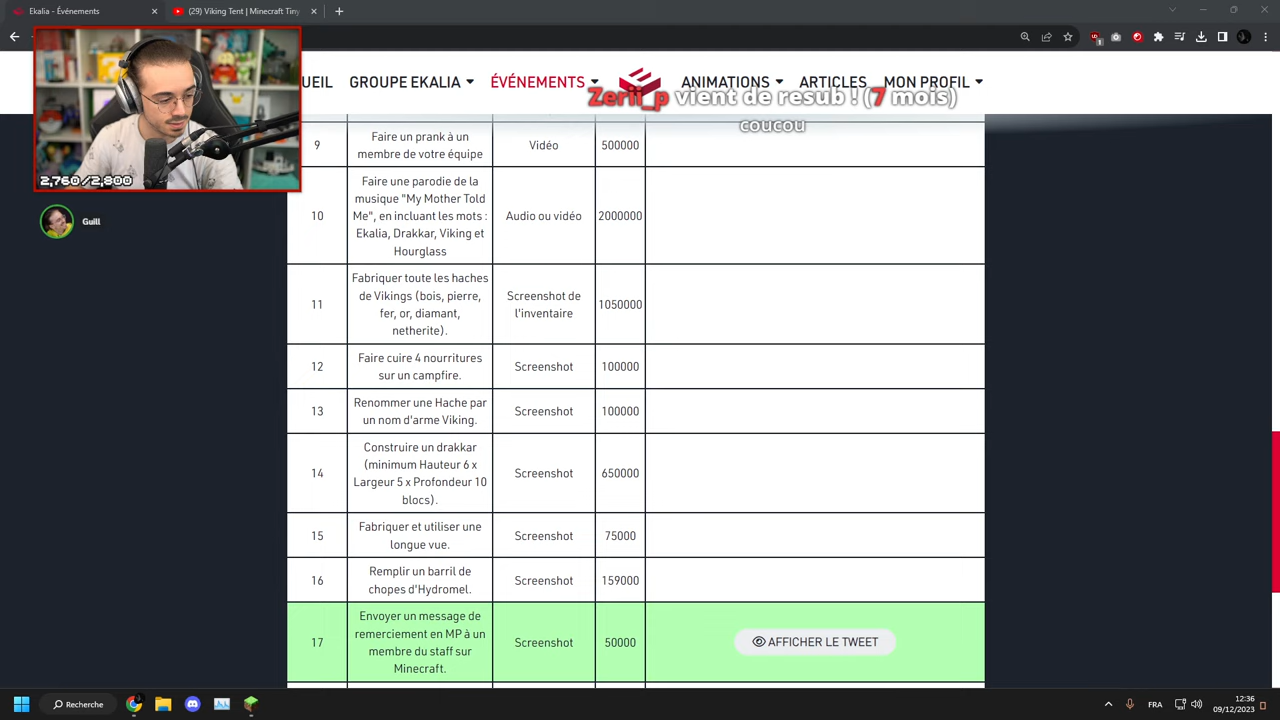 Ekalia - Événements
(29) Viking Tent | Minecraft Tiny
UEIL
GROUPE EKALIA
ÉVÉNEMENTS
ANIMATIONS
ARTICLES
MON PROFIL
Zerii_p vient de resub ! (7 mois)
coucou
2,760/2,800
Guill
9
Faire un prank à un
membre de votre équipe
Vidéo
500000
10
Faire une parodie de la
musique "My Mother Told
Me", en incluant les mots :
Ekalia, Drakkar, Viking et
Hourglass
Audio ou vidéo
2000000
11
Fabriquer toute les haches
de Vikings (bois, pierre,
fer, or, diamant,
netherite).
Screenshot de
l'inventaire
1050000
12
Faire cuire 4 nourritures
sur un campfire.
Screenshot
100000
13
Renommer une Hache par
un nom d'arme Viking.
Screenshot
100000
14
Construire un drakkar
(minimum Hauteur 6 x
Largeur 5 x Profondeur 10
blocs).
Screenshot
650000
15
Fabriquer et utiliser une
longue vue.
Screenshot
75000
16
Remplir un barril de
chopes d'Hydromel.
Screenshot
159000
17
Envoyer un message de
remerciement en MP à un
membre du staff sur
Minecraft.
Screenshot
50000
AFFICHER LE TWEET
Recherche
FRA
12:36
09/12/2023